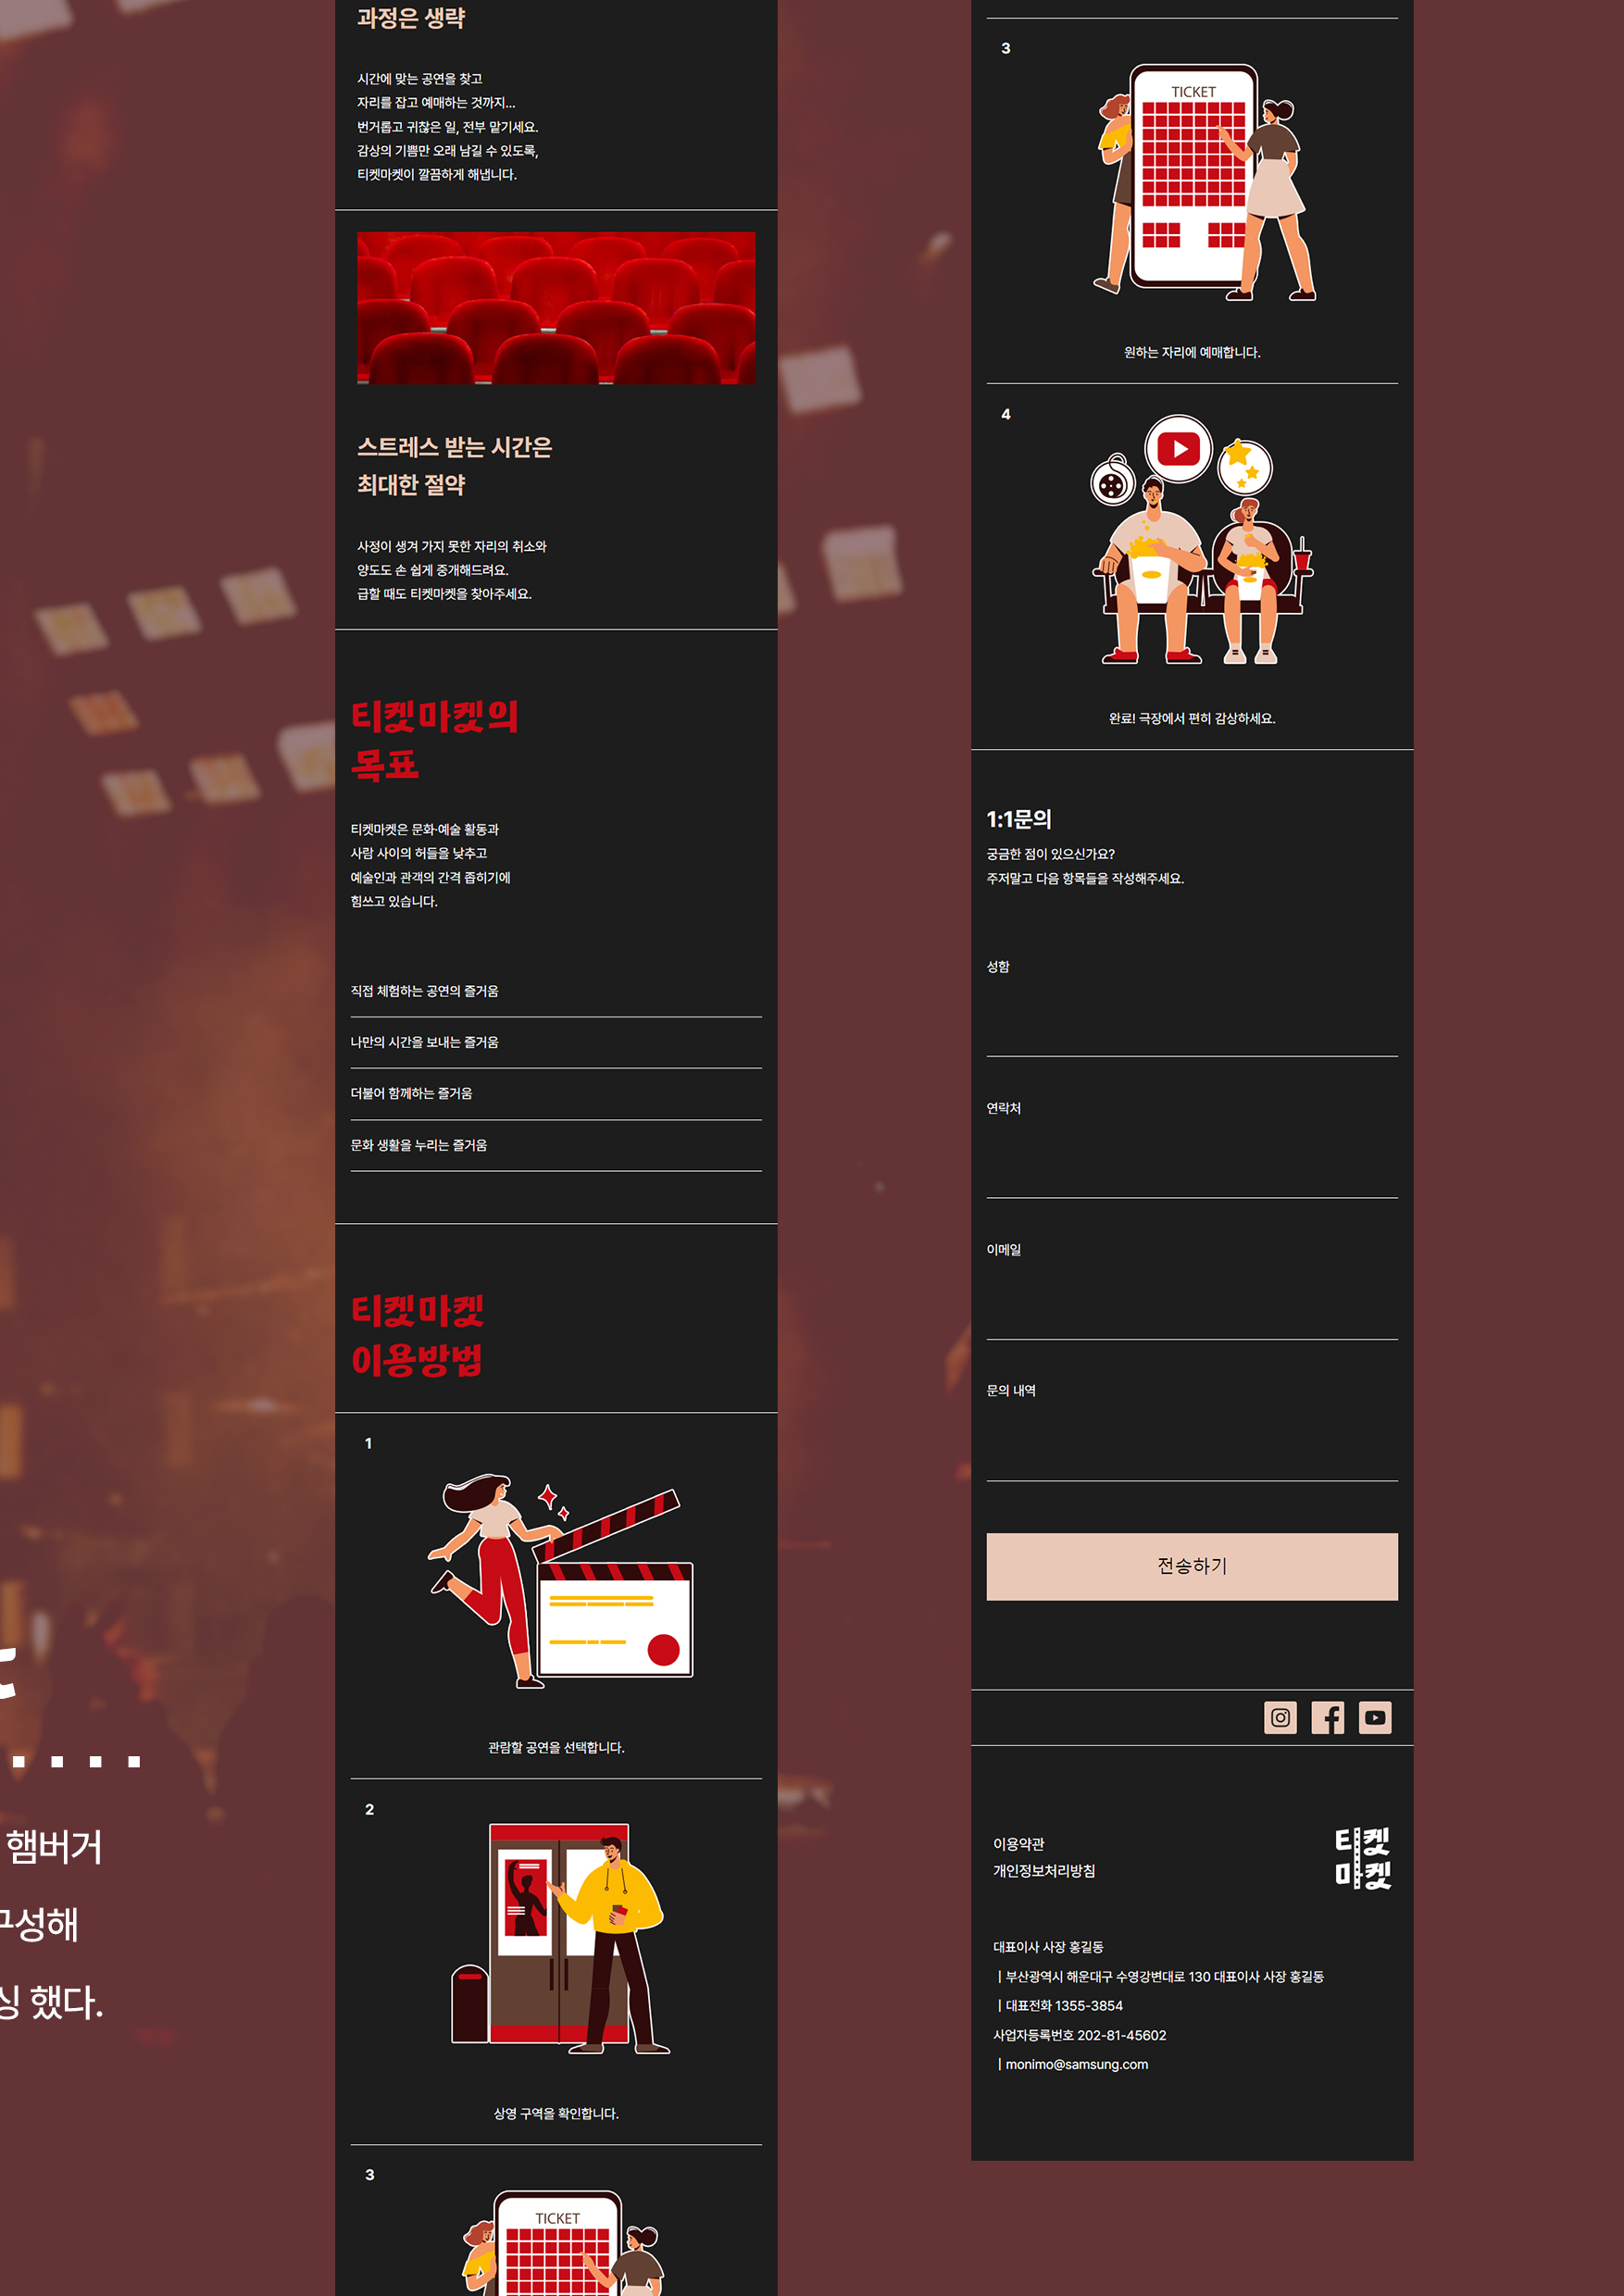 햄버거
구성해
싱 했다.
과정은 생략
시간에 맞는 공연을 찾고
자리를 잡고 예매하는 것까지...
번거롭고 귀찮은 일, 전부 맡기세요.
감상의 기쁨만 오래 남길 수 있도록,
티켓마켓이 깔끔하게 해냅니다.
스트레스 받는 시간은
최대한 절약
사정이 생겨 가지 못한 자리의 취소와
양도도 손 쉽게 중개해드려요.
급할 때도 티켓마켓을 찾아주세요.
티켓마켓의
목표
티켓마켓은 문화·예술 활동과
사람 사이의 허들을 낮추고
예술인과 관객의 간격 좁히기에
힘쓰고 있습니다.
직접 체험하는 공연의 즐거움
나만의 시간을 보내는 즐거움
더불어 함께하는 즐거움
문화 생활을 누리는 즐거움
티켓마켓
이용방법
1
관람할 공연을 선택합니다.
2
상영 구역을 확인합니다.
3
TICKET
3
TICKET
원하는 자리에 예매합니다.
4
완료! 극장에서 편히 감상하세요.
1:1문의
궁금한 점이 있으신가요?
주저말고 다음 항목들을 작성해주세요.
성함
연락처
이메일
문의 내역
전송하기
이용약관
개인정보처리방침
티켓
마켓
대표이사 사장 홍길동
| 부산광역시 해운대구 수영강변대로 130 대표이사 사장 홍길동
| 대표전화 1355-3854
사업자등록번호 202-81-45602
| monimo@samsung.com